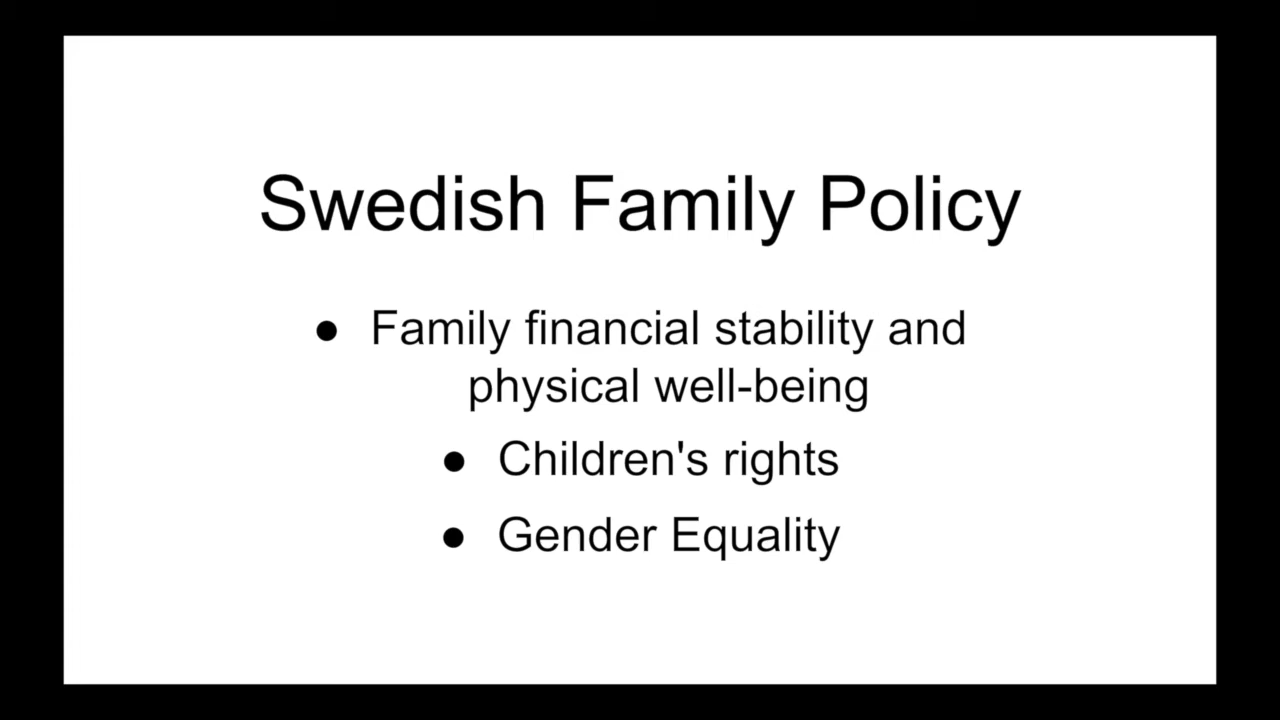 Swedish Family Policy
● Family financial stability and
physical well-being
● Children's rights
● Gender Equality